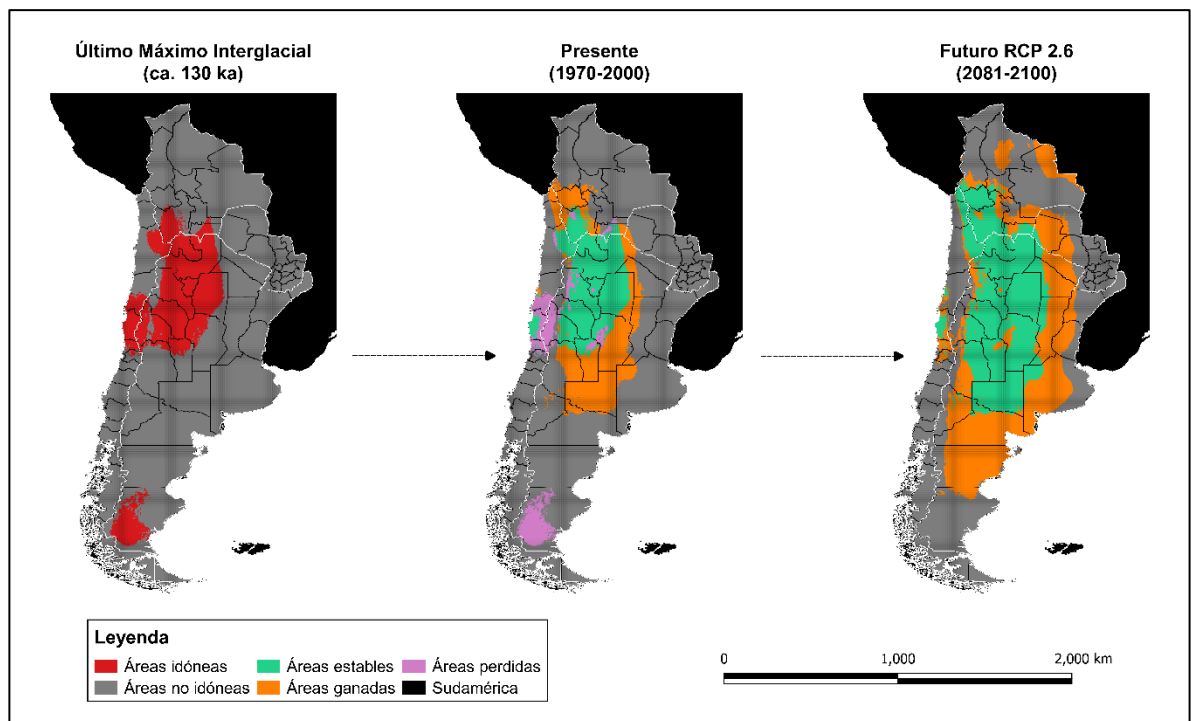 Último Máximo Interglacial
(ca. 130 ka)
Presente
(1970-2000)
Futuro RCP 2.6
(2081-2100)
Leyenda
Áreas idóneas
Áreas estables
Áreas perdidas
Áreas no idóneas
Áreas ganadas
Sudamérica
0
1,000
2,000 km